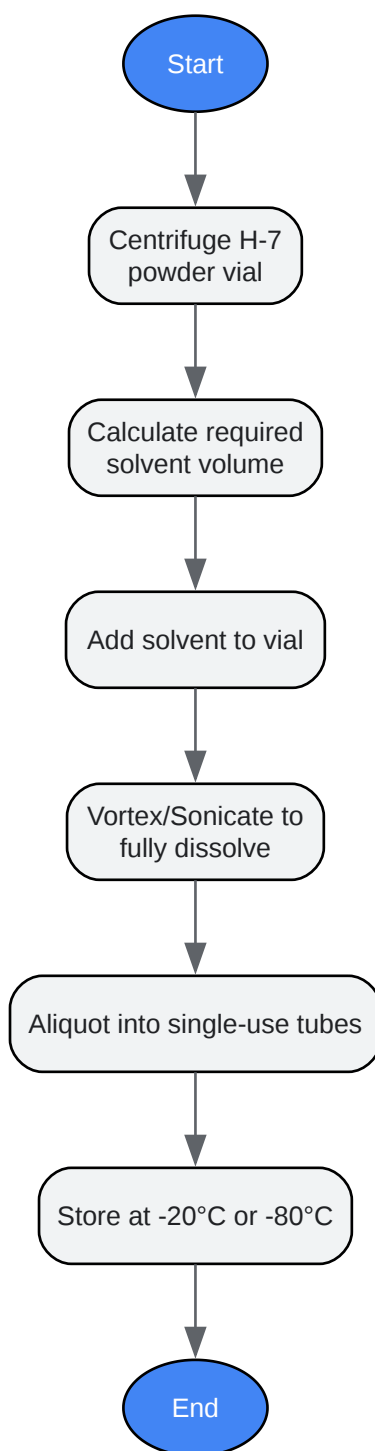 Start
Centrifuge H-7
powder vial
Calculate required
solvent volume
Add solvent to vial
Vortex/Sonicate to
fully dissolve
Aliquot into single-use tubes
Store at -20°C or -80°C
End